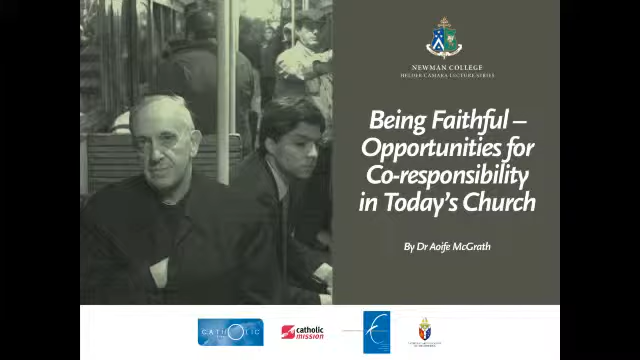 NEWMAN COLLEGE
HELDER CAMARA LECTURE SERIES
Being Faithful –
Opportunities for
Co-responsibility
in Today's Church
By Dr Aoife McGrath
CATHOLIC
catholic
mission